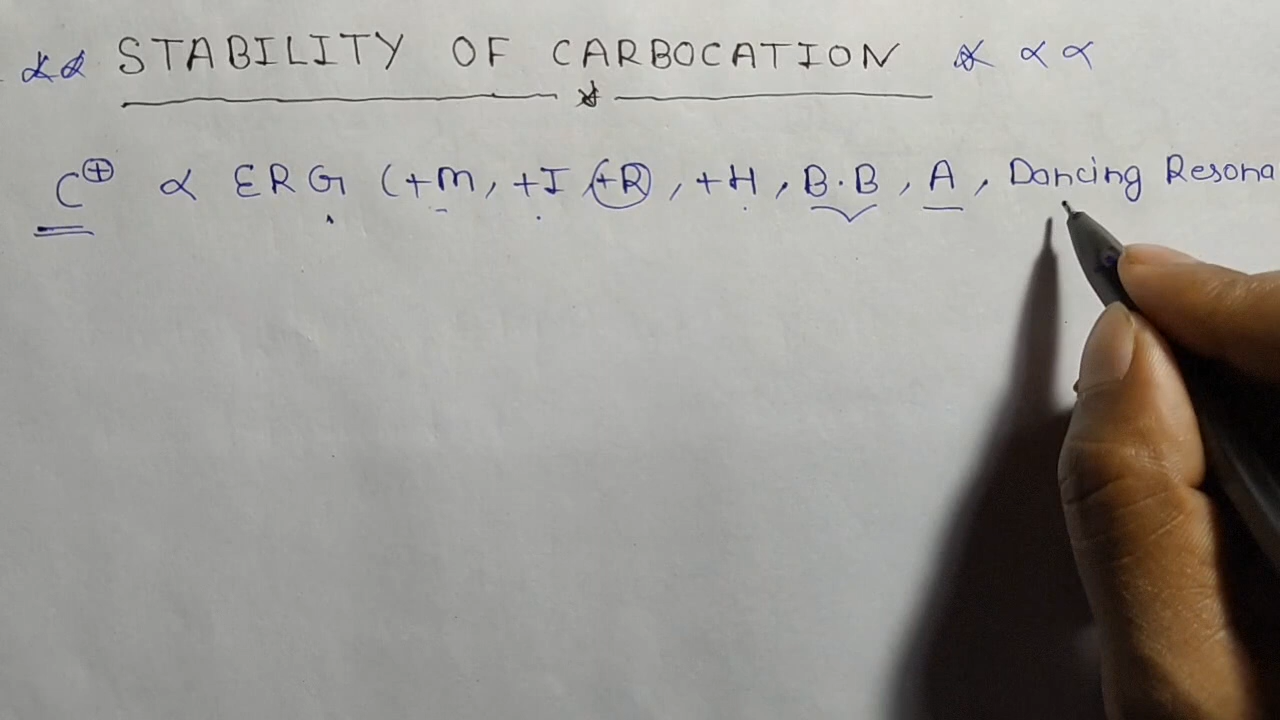 STABILITY OF CARBOCATION
C⊕ ∝ ERG (+M, +I, +R, +H, B.B, A, Dancing Resona